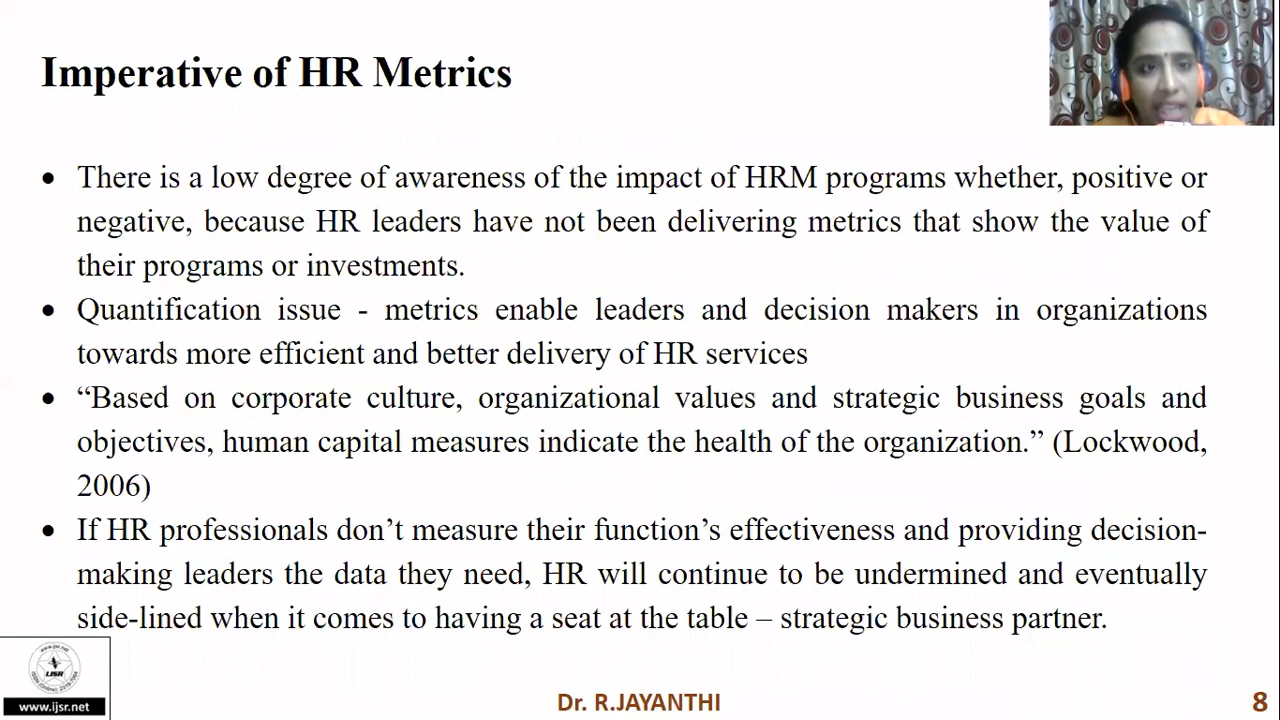 Imperative of HR Metrics
• There is a low degree of awareness of the impact of HRM programs whether, positive or
negative, because HR leaders have not been delivering metrics that show the value of
their programs or investments.
• Quantification issue - metrics enable leaders and decision makers in organizations
towards more efficient and better delivery of HR services
• “Based on corporate culture, organizational values and strategic business goals and
objectives, human capital measures indicate the health of the organization.” (Lockwood,
2006)
• If HR professionals don’t measure their function’s effectiveness and providing decision-
making leaders the data they need, HR will continue to be undermined and eventually
side-lined when it comes to having a seat at the table – strategic business partner.
IJSR
www.ijsr.net
Dr. R.JAYANTHI
8